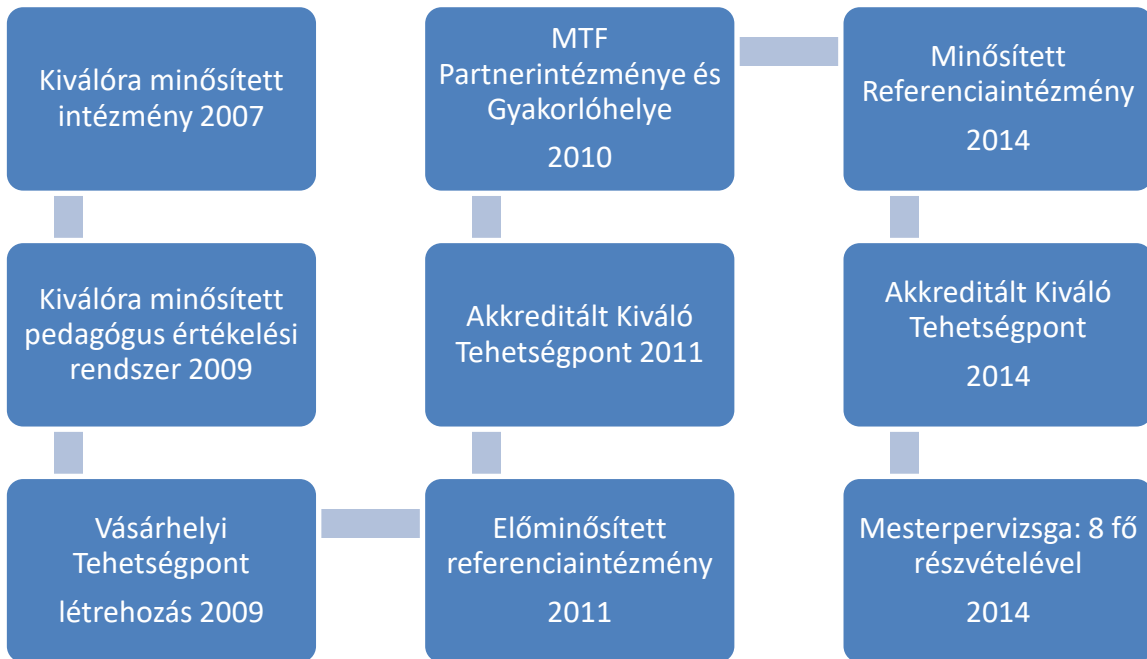 Kiválóra minősített
intézmény 2007
Kiválóra minősített
pedagógus értékelési
rendszer 2009
Vásárhelyi
Tehetségpont
létrehozás 2009
Előminősített
referenciaintézmény
2011
Akkreditált Kiváló
Tehetségpont 2011
MTF
Partnerintézménye és
Gyakorlóhelye
2010
Minősített
Referenciaintézmény
2014
Akkreditált Kiváló
Tehetségpont
2014
Mesterpervizsga: 8 fő
részvételével
2014